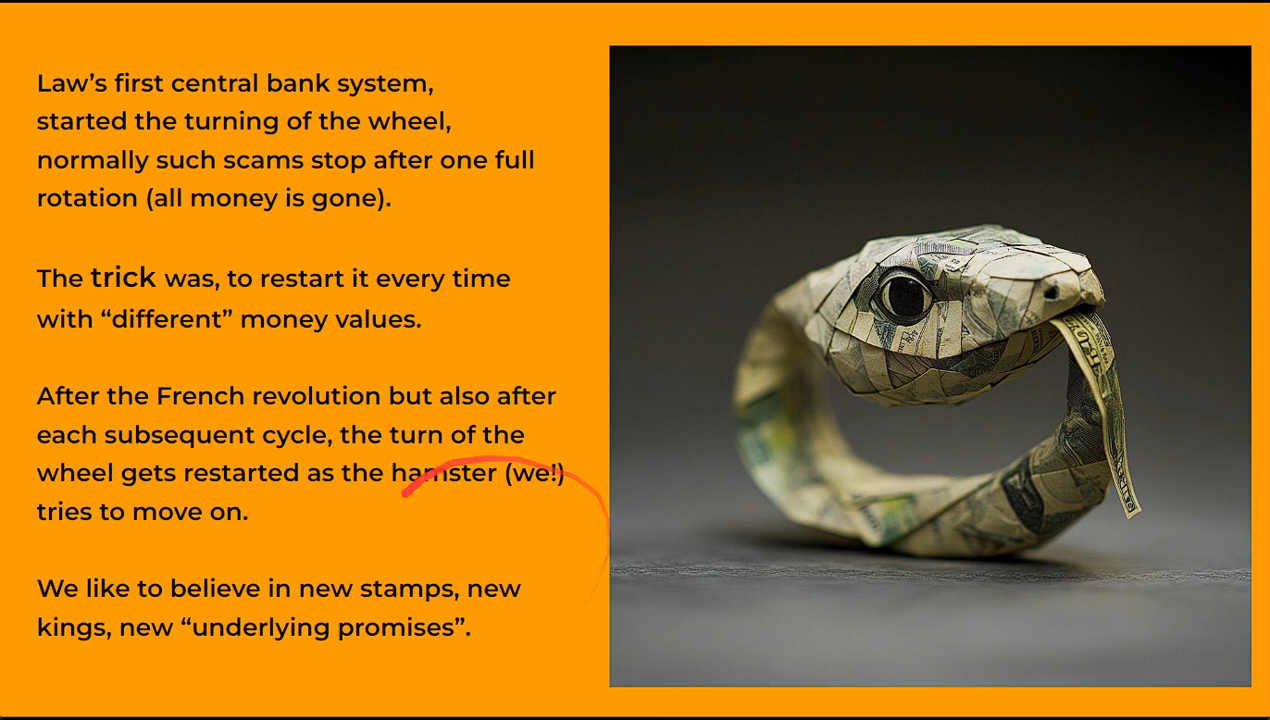 Law’s first central bank system,
started the turning of the wheel,
normally such scams stop after one full
rotation (all money is gone).
The trick was, to restart it every time
with “different” money values.
After the French revolution but also after
each subsequent cycle, the turn of the
wheel gets restarted as the hamster (we!)
tries to move on.
We like to believe in new stamps, new
kings, new “underlying promises”.